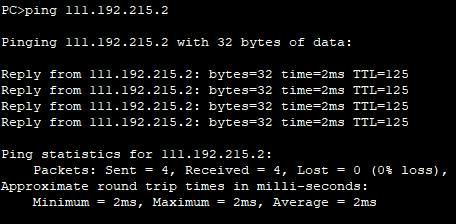 PC>ping 111.192.215.2
Pinging 111.192.215.2 with 32 bytes of data:
Reply from 111.192.215.2: bytes=32 time=2ms TTL=125
Reply from 111.192.215.2: bytes=32 time=2ms TTL=125
Reply from 111.192.215.2: bytes=32 time=2ms TTL=125
Reply from 111.192.215.2: bytes=32 time=2ms TTL=125
Ping statistics for 111.192.215.2:
    Packets: Sent = 4, Received = 4, Lost = 0 (0% loss),
Approximate round trip times in milli-seconds:
    Minimum = 2ms, Maximum = 2ms, Average = 2ms